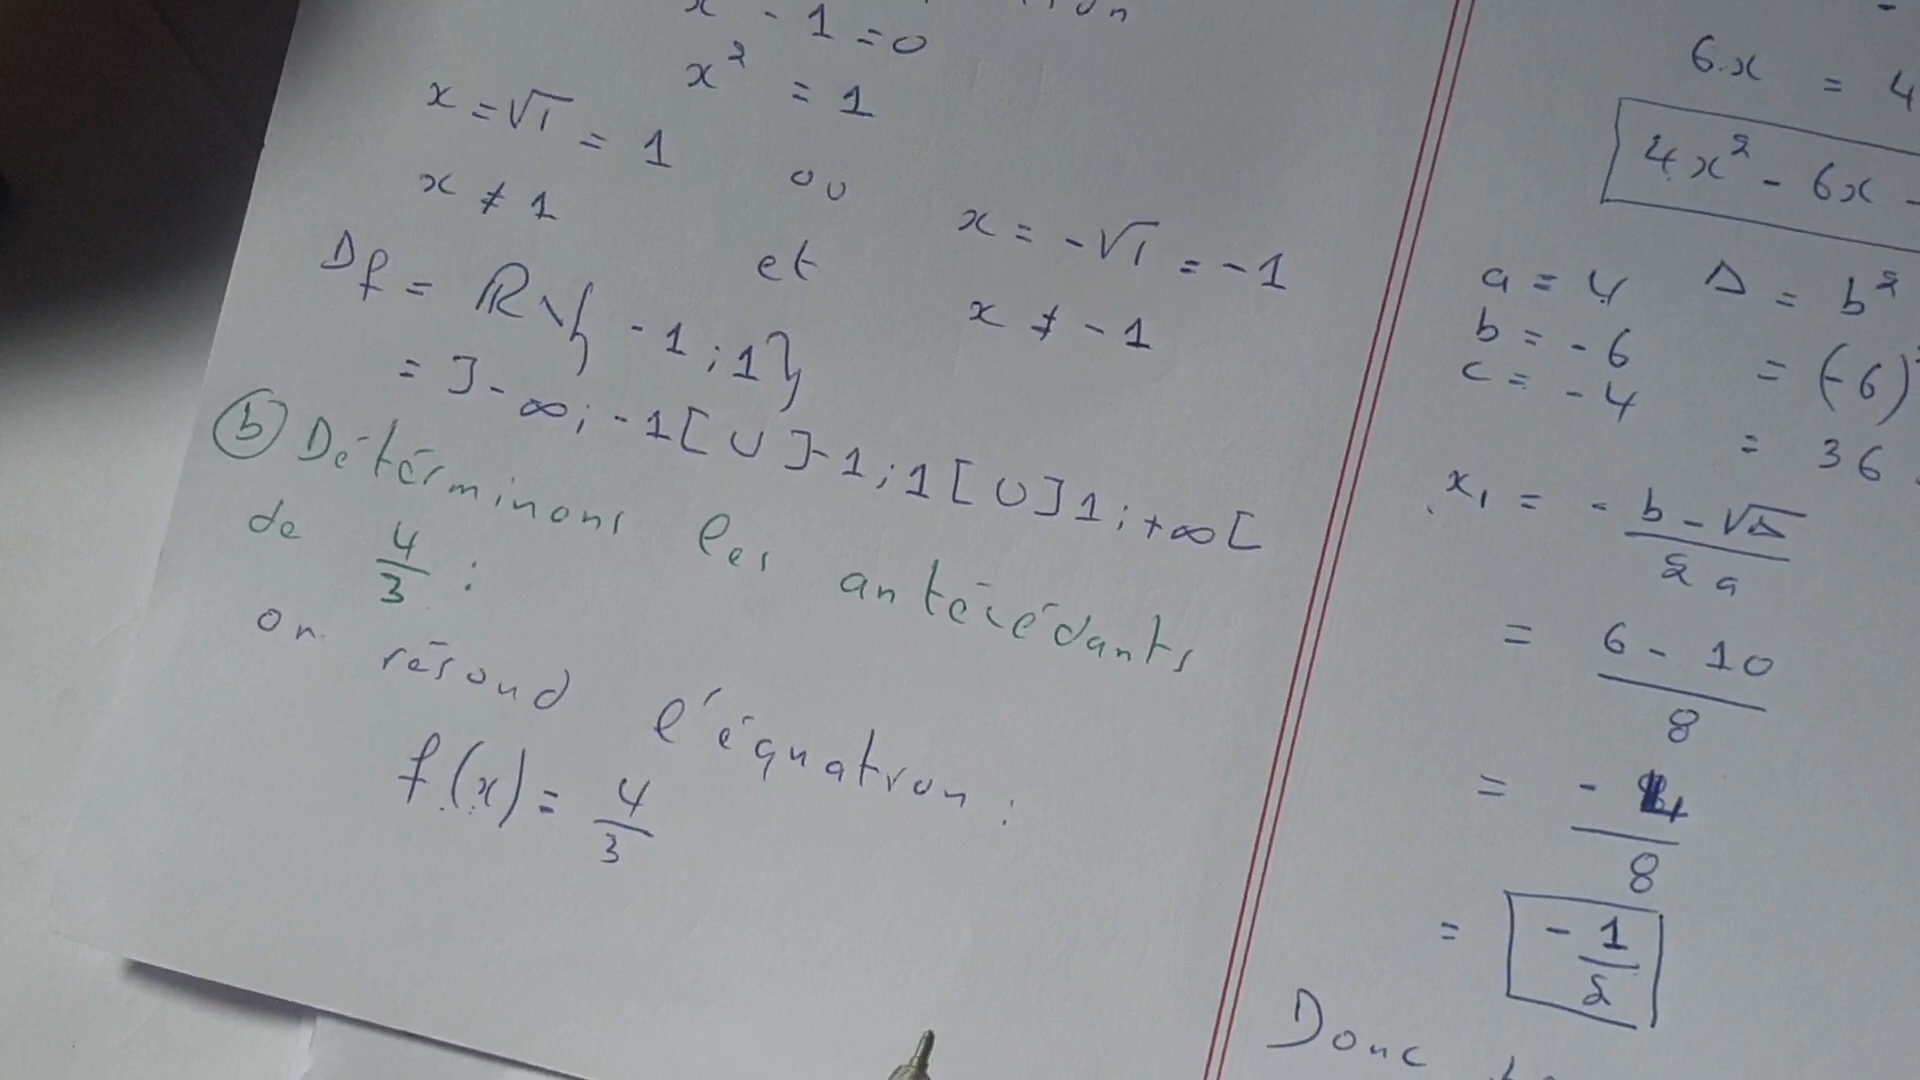 x - 1 = 0
x² = 1
x = √1 = 1 ou x = -√1 = -1
x ≠ 1 et x ≠ -1
Df = ℝ \ { -1 ; 1 }
= ]-∞ ; -1[ ∪ ]-1 ; 1[ ∪ ]1 ; +∞[
ⓑ Détérminons les antécédants
de 4/3 :
on résoud l'équation :
f(x) = 4/3
6x = 4
4x² - 6x -
a = 4 Δ = b²
b = -6 = (-6)
c = -4 = 36
x₁ = (-b - √Δ)/(2a)
= (6 - 10)/8
= -4/8
= -1/2
Donc